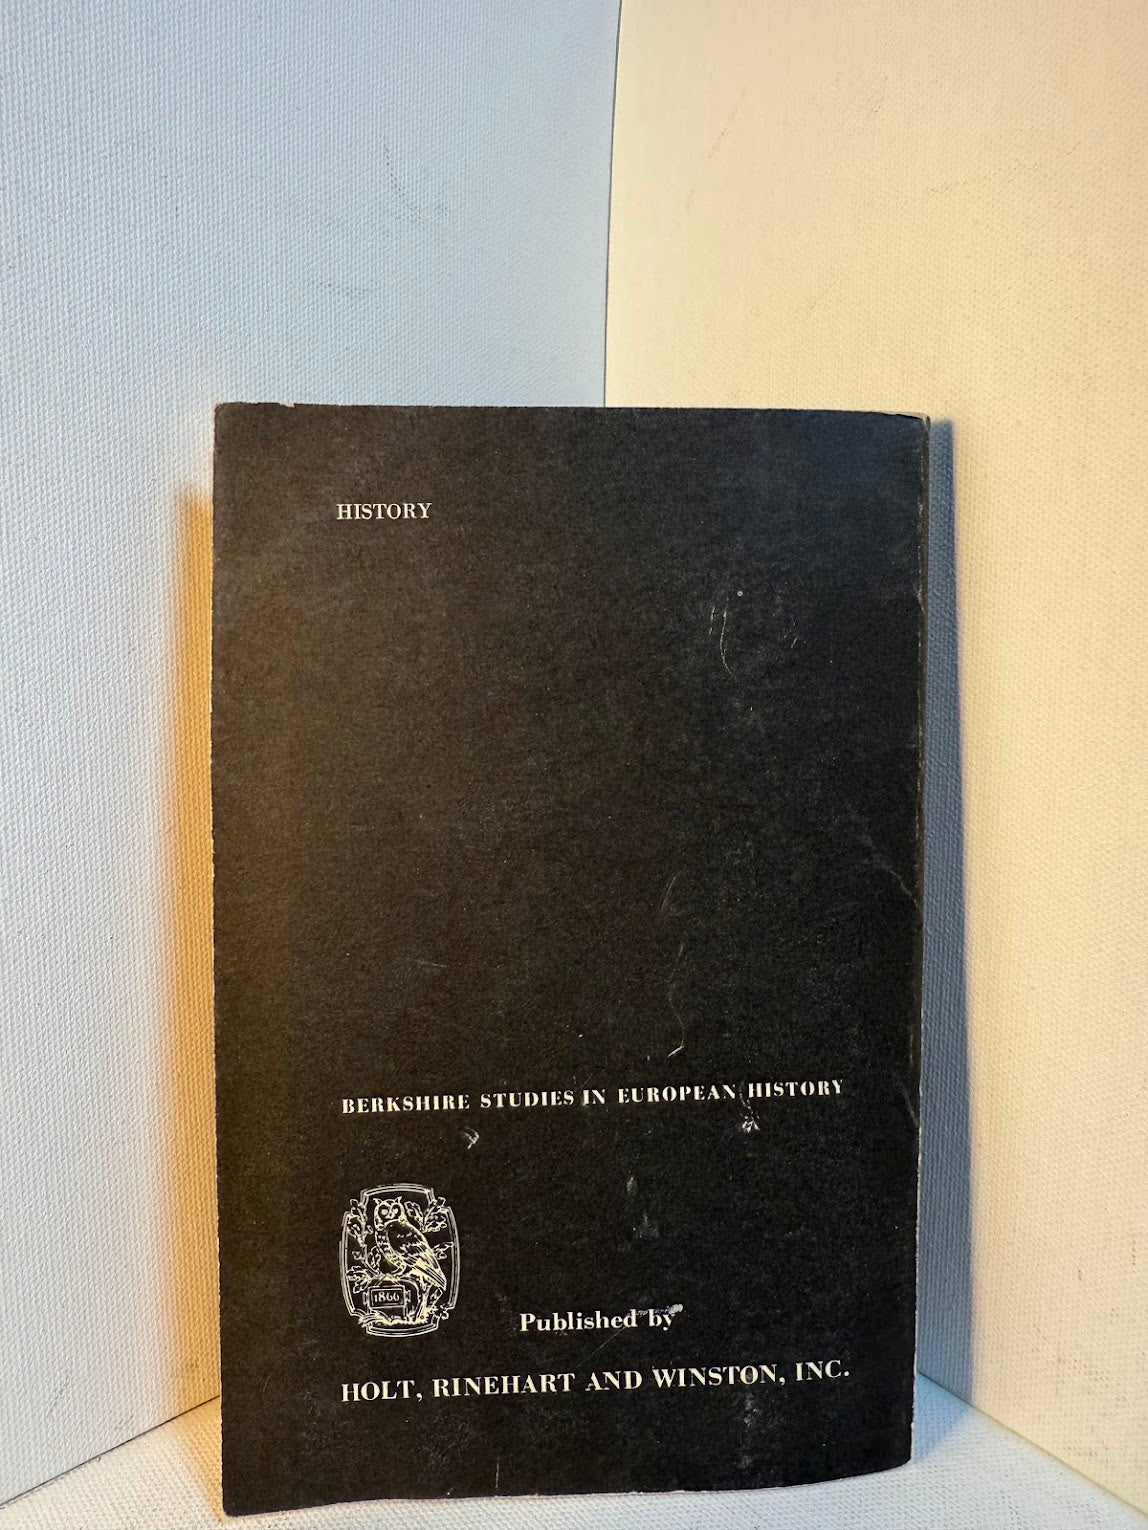 HISTORY
BERKSHIRE STUDIES IN EUROPEAN HISTORY
1866
Published by
HOLT, RINEHART AND WINSTON, INC.